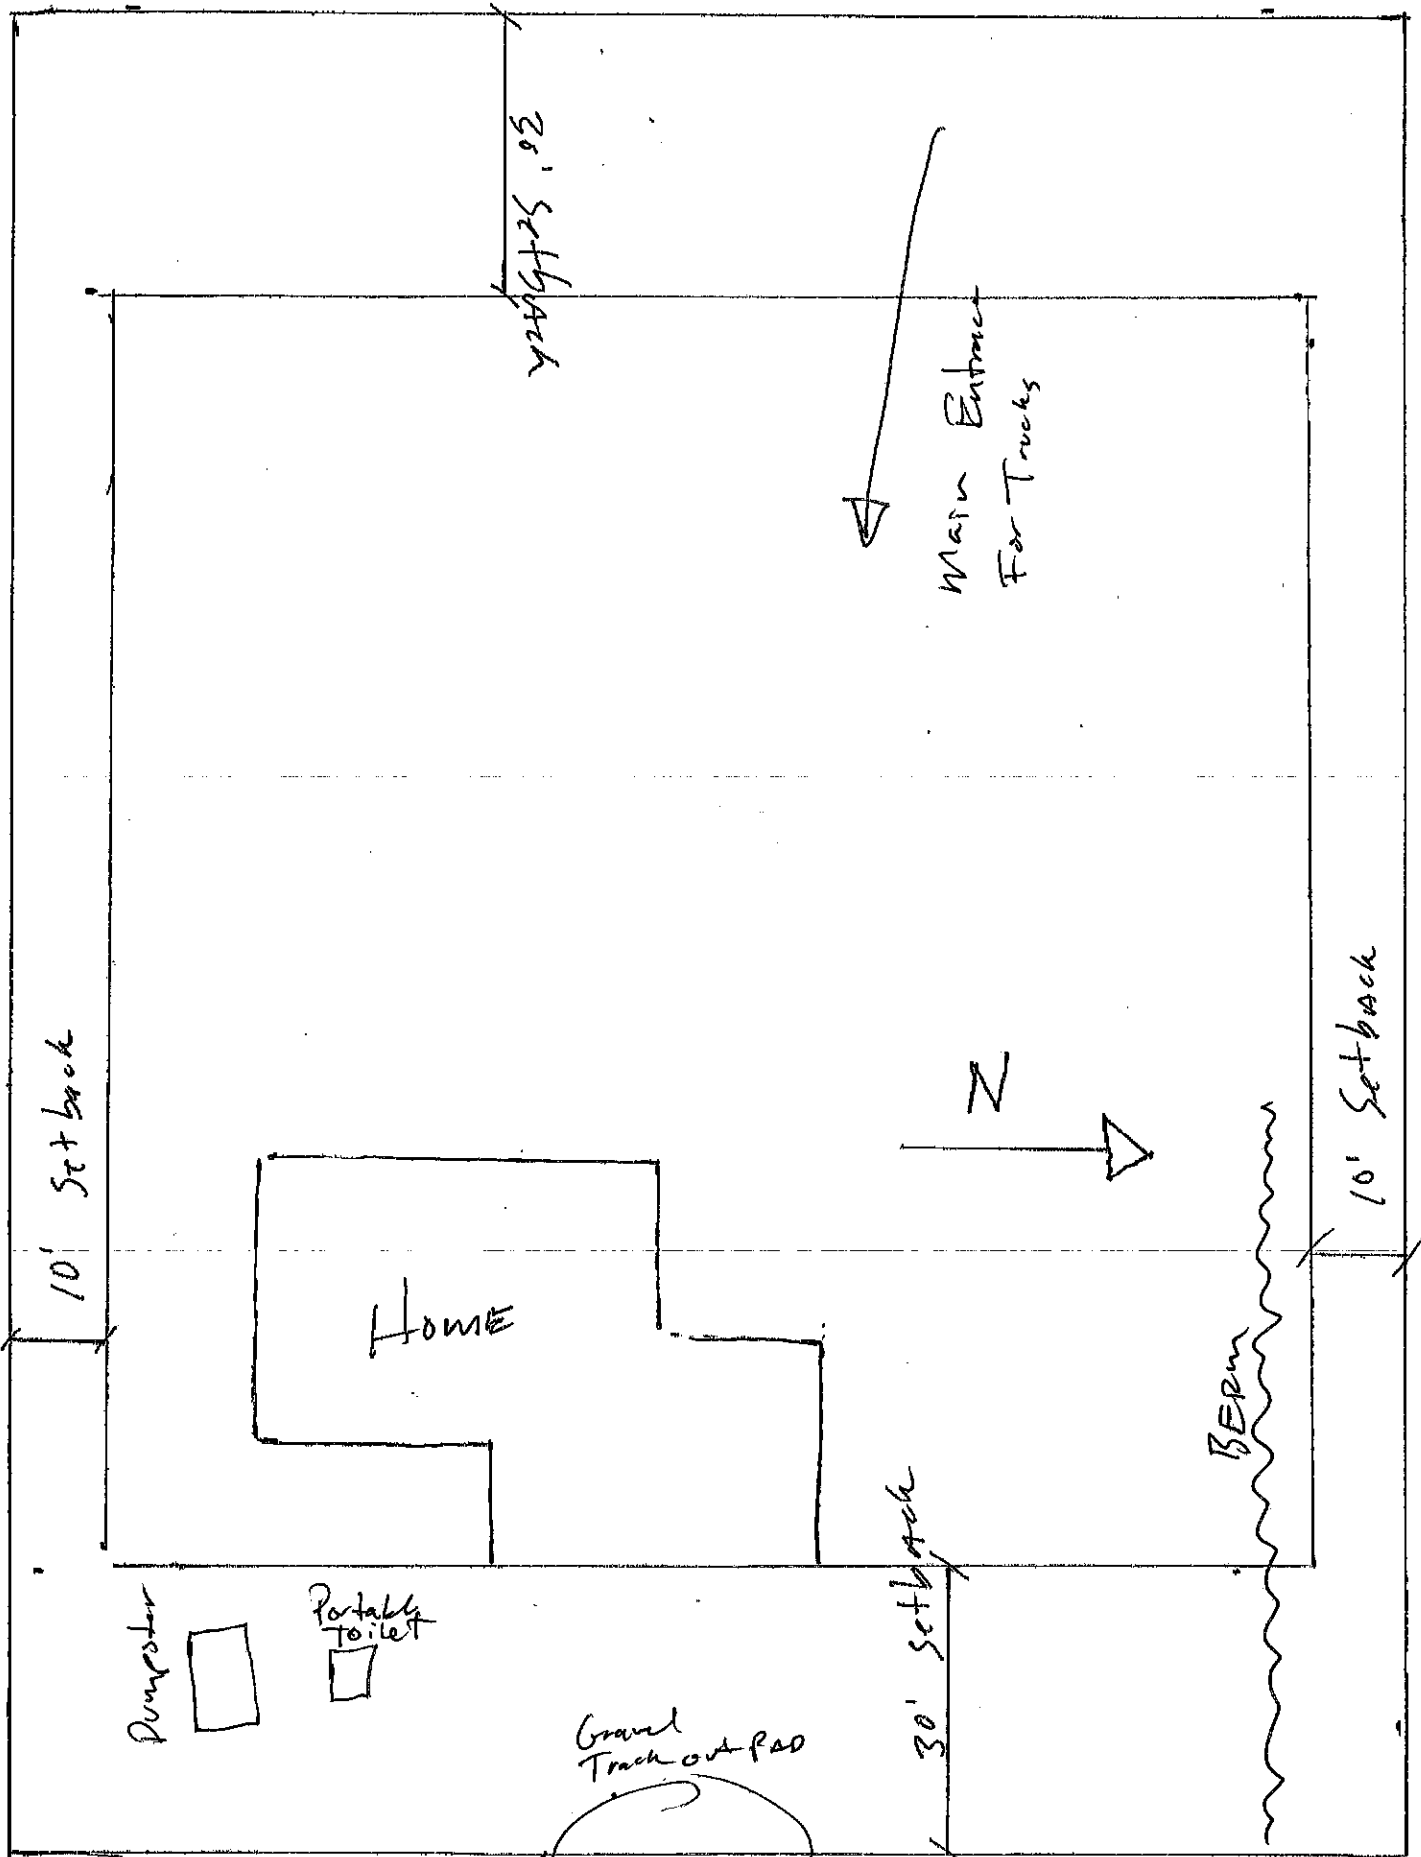 30' Setback
10' Setback
Main Entrance
For Trucks
N
HOME
10' Setback
BERM
30' Setback
Dumpster
Portable
Toilet
Gravel
Track out PAD